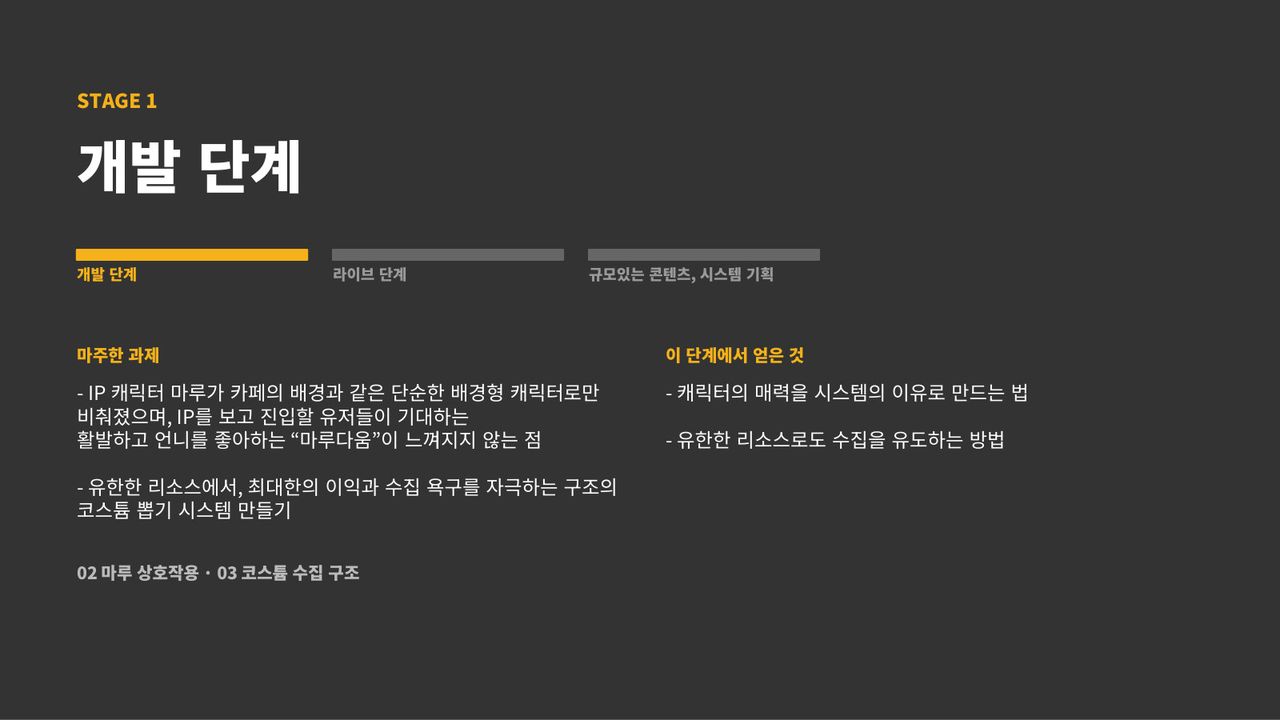 STAGE 1
개발 단계
개발 단계
라이브 단계
규모있는 콘텐츠, 시스템 기획
마주한 과제
- IP 캐릭터 마루가 카페의 배경과 같은 단순한 배경형 캐릭터로만
비춰졌으며, IP를 보고 진입할 유저들이 기대하는
활발하고 언니를 좋아하는 “마루다움”이 느껴지지 않는 점
- 유한한 리소스에서, 최대한의 이익과 수집 욕구를 자극하는 구조의
코스튬 뽑기 시스템 만들기
02 마루 상호작용 · 03 코스튬 수집 구조
이 단계에서 얻은 것
- 캐릭터의 매력을 시스템의 이유로 만드는 법
- 유한한 리소스로도 수집을 유도하는 방법